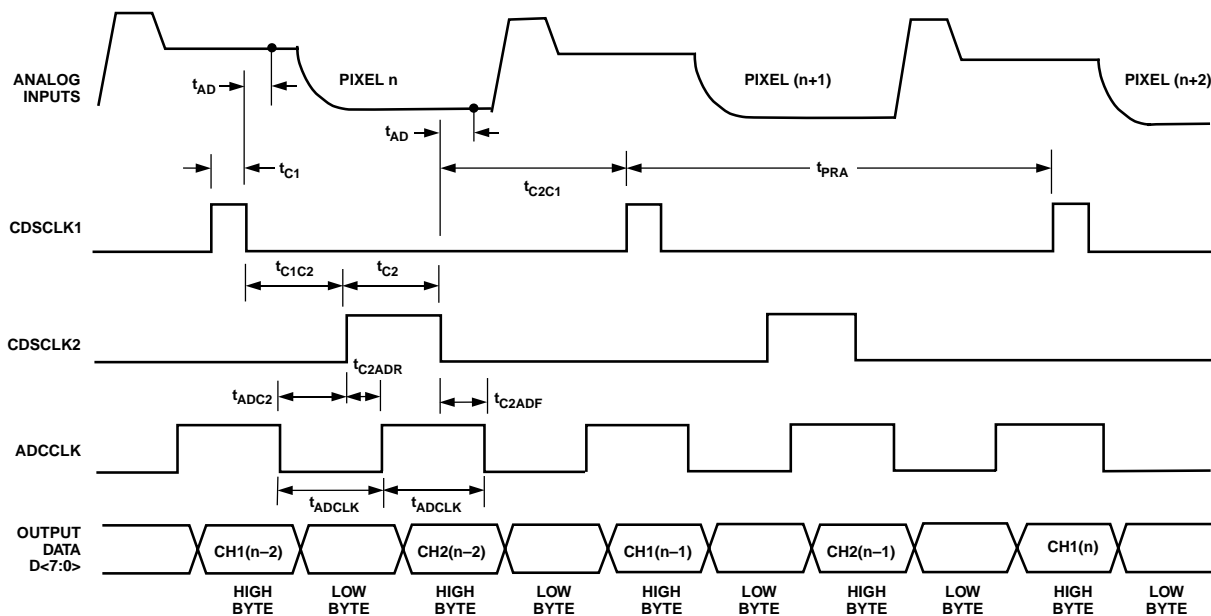 ANALOG
INPUTS
PIXEL n
PIXEL (n+1)
PIXEL (n+2)
tAD
tAD
tC1
tC2C1
tPRA
CDSCLK1
tC1C2
tC2
CDSCLK2
tC2ADR
tADC2
tC2ADF
ADCCLK
tADCLK
tADCLK
OUTPUT
DATA
D<7:0>
CH1(n–2)
CH2(n–2)
CH1(n–1)
CH2(n–1)
CH1(n)
HIGH
BYTE
LOW
BYTE
HIGH
BYTE
LOW
BYTE
HIGH
BYTE
LOW
BYTE
HIGH
BYTE
LOW
BYTE
HIGH
BYTE
LOW
BYTE